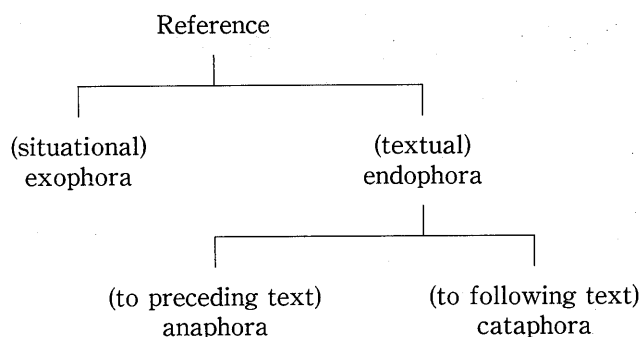 Reference
(situational)
exophora
(textual)
endophora
(to preceding text)
anaphora
(to following text)
cataphora